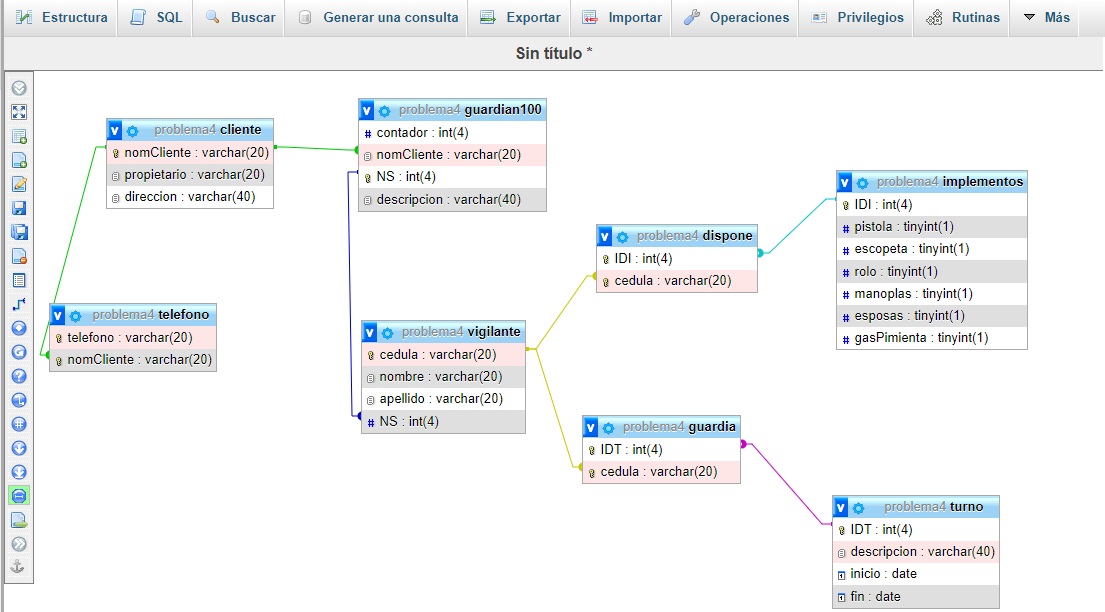 Estructura SQL Buscar Generar una consulta Exportar Importar Operaciones Privilegios Rutinas Más
Sin título *
problema4 cliente
nomCliente : varchar(20)
propietario : varchar(20)
direccion : varchar(40)
problema4 guardian100
contador : int(4)
nomCliente : varchar(20)
NS : int(4)
descripcion : varchar(40)
problema4 implementos
IDI : int(4)
pistola : tinyint(1)
escopeta : tinyint(1)
rolo : tinyint(1)
manoplas : tinyint(1)
esposas : tinyint(1)
gasPimienta : tinyint(1)
problema4 dispone
IDI : int(4)
cedula : varchar(20)
problema4 telefono
telefono : varchar(20)
nomCliente : varchar(20)
problema4 vigilante
cedula : varchar(20)
nombre : varchar(20)
apellido : varchar(20)
NS : int(4)
problema4 guardia
IDT : int(4)
cedula : varchar(20)
problema4 turno
IDT : int(4)
descripcion : varchar(40)
inicio : date
fin : date